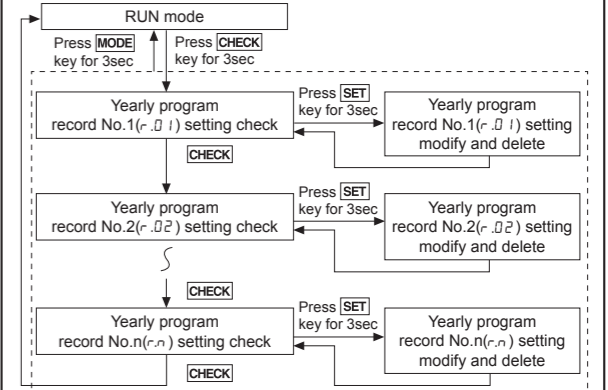 RUN mode
Press MODE
key for 3sec
Press CHECK
key for 3sec
Yearly program
record No.1(r.01) setting check
Press SET
key for 3sec
Yearly program
record No.1(r.01) setting
modify and delete
CHECK
Yearly program
record No.2(r.02) setting check
Press SET
key for 3sec
Yearly program
record No.2(r.02) setting
modify and delete
CHECK
Yearly program
record No.n(r.n) setting check
Press SET
key for 3sec
Yearly program
record No.n(r.n) setting
modify and delete
CHECK